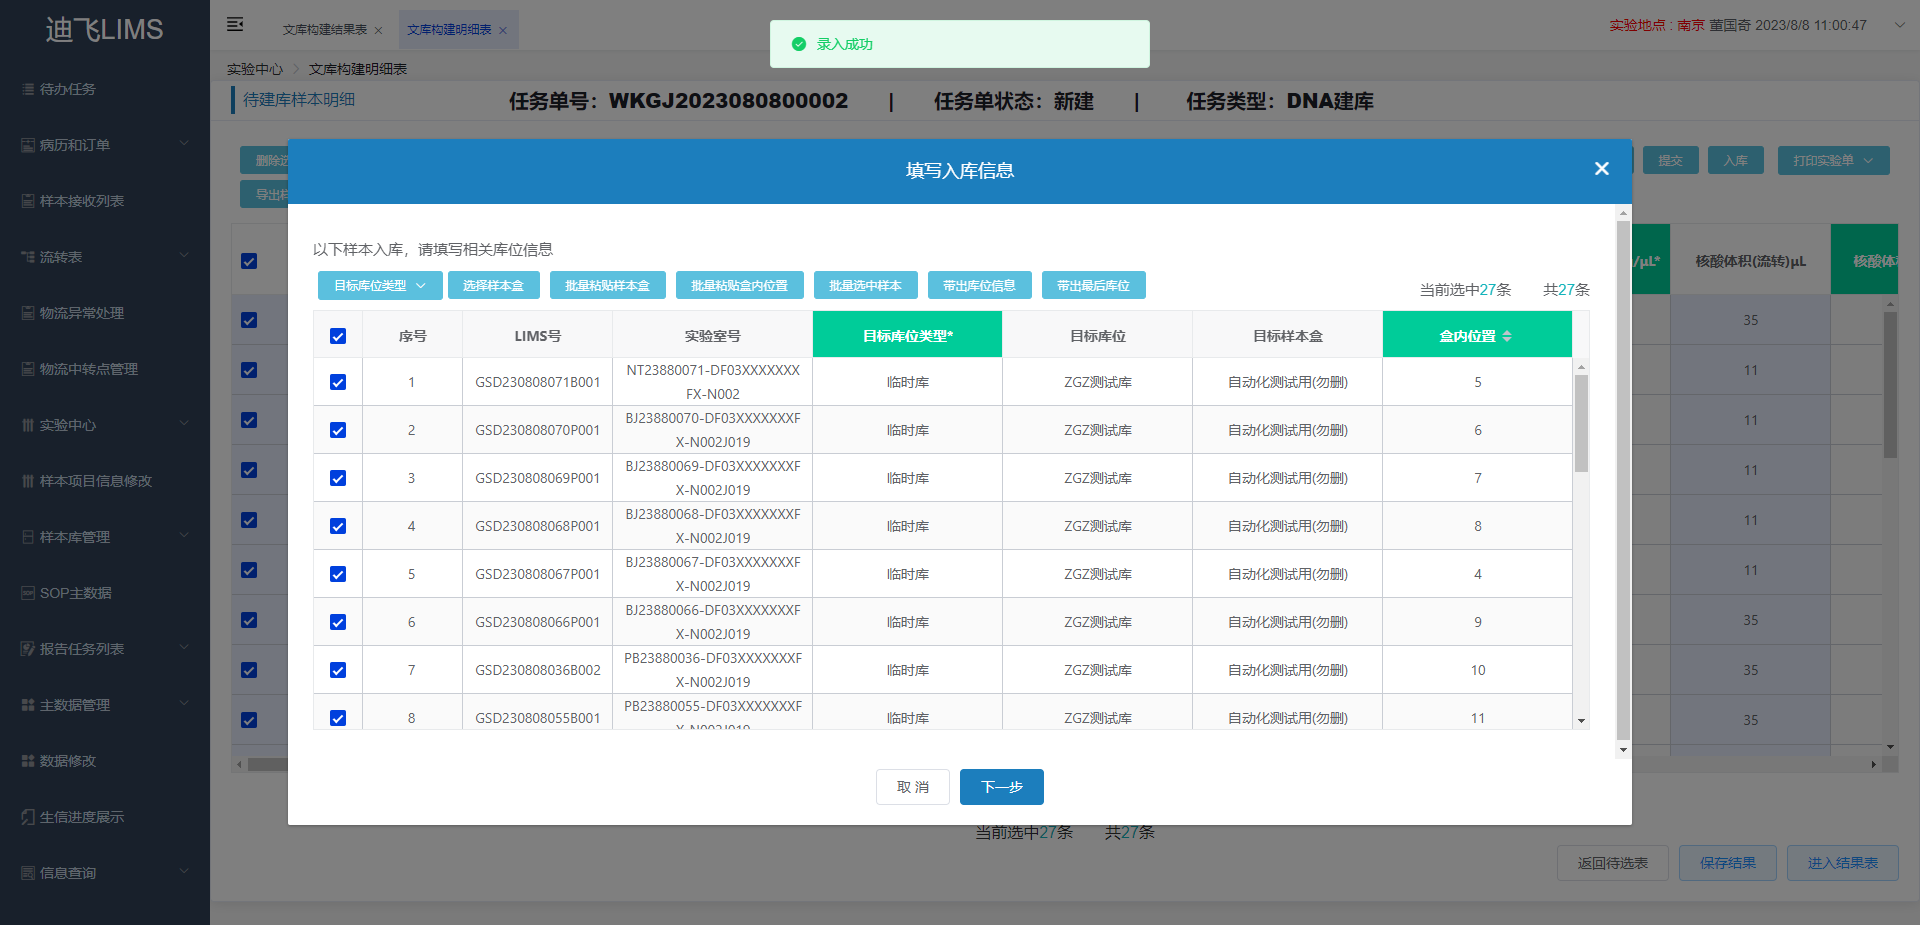 迪飞LIMS
待办任务
病历和订单
样本接收列表
流转表
物流异常处理
物流中转点管理
实验中心
样本项目信息修改
样本库管理
SOP主数据
报告任务列表
主数据管理
数据修改
生信进度展示
信息查询
文库构建结果表
文库构建明细表
录入成功
实验地点 : 南京 董国奇 2023/8/8 11:00:47
实验中心 文库构建明细表
待建库样本明细
任务单号：WKGJ2023080800002 | 任务单状态：新建 | 任务类型：DNA建库
提交 入库 打印实验单
填写入库信息
以下样本入库，请填写相关库位信息
目标库位类型 选择样本盒 批量粘贴样本盒 批量粘贴盒内位置 批量选中样本 带出库位信息 带出最后库位
当前选中27条 共27条
序号 LIMS号 实验室号 目标库位类型* 目标库位 目标样本盒 盒内位置
1 GSD230808071B001 NT23880071-DF03XXXXXXX
FX-N002 临时库 ZGZ测试库 自动化测试用(勿删) 5
2 GSD230808070P001 BJ23880070-DF03XXXXXXXF
X-N002J019 临时库 ZGZ测试库 自动化测试用(勿删) 6
3 GSD230808069P001 BJ23880069-DF03XXXXXXXF
X-N002J019 临时库 ZGZ测试库 自动化测试用(勿删) 7
4 GSD230808068P001 BJ23880068-DF03XXXXXXXF
X-N002J019 临时库 ZGZ测试库 自动化测试用(勿删) 8
5 GSD230808067P001 BJ23880067-DF03XXXXXXXF
X-N002J019 临时库 ZGZ测试库 自动化测试用(勿删) 4
6 GSD230808066P001 BJ23880066-DF03XXXXXXXF
X-N002J019 临时库 ZGZ测试库 自动化测试用(勿删) 9
7 GSD230808036B002 PB23880036-DF03XXXXXXXF
X-N002J019 临时库 ZGZ测试库 自动化测试用(勿删) 10
8 GSD230808055B001 PB23880055-DF03XXXXXXXF
X-N002J019 临时库 ZGZ测试库 自动化测试用(勿删) 11
取 消 下一步
删除
导出
/μL* 核酸体积(流转)μL 核酸体
35
11
11
11
11
11
35
35
35
当前选中27条 共27条
返回待选表 保存结果 进入结果表